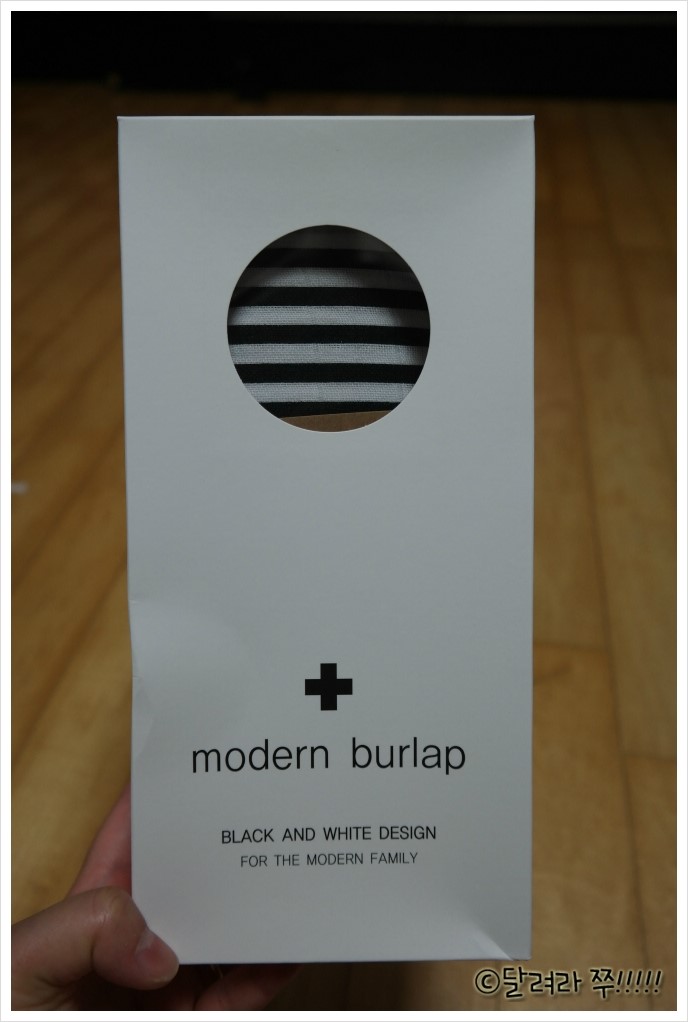 modern burlap
BLACK AND WHITE DESIGN
FOR THE MODERN FAMILY
©달려라 쭈!!!!!